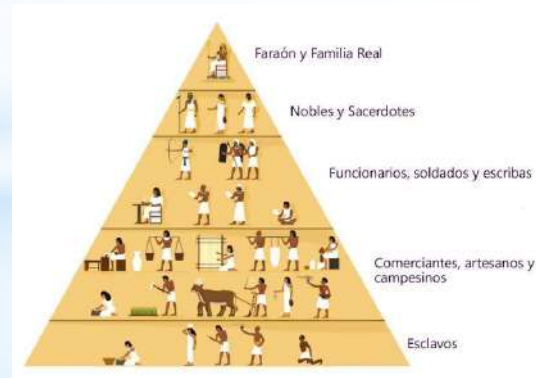 Faraón y Familia Real
Nobles y Sacerdotes
Funcionarios, soldados y escribas
Comerciantes, artesanos y
campesinos
Esclavos